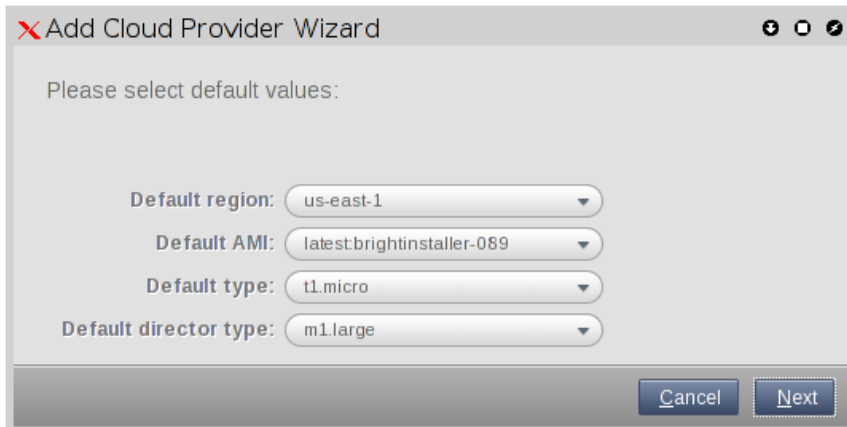 Add Cloud Provider Wizard
Please select default values:
Default region: us-east-1
Default AMI: latest:brightinstaller-089
Default type: t1.micro
Default director type: m1.large
Cancel Next